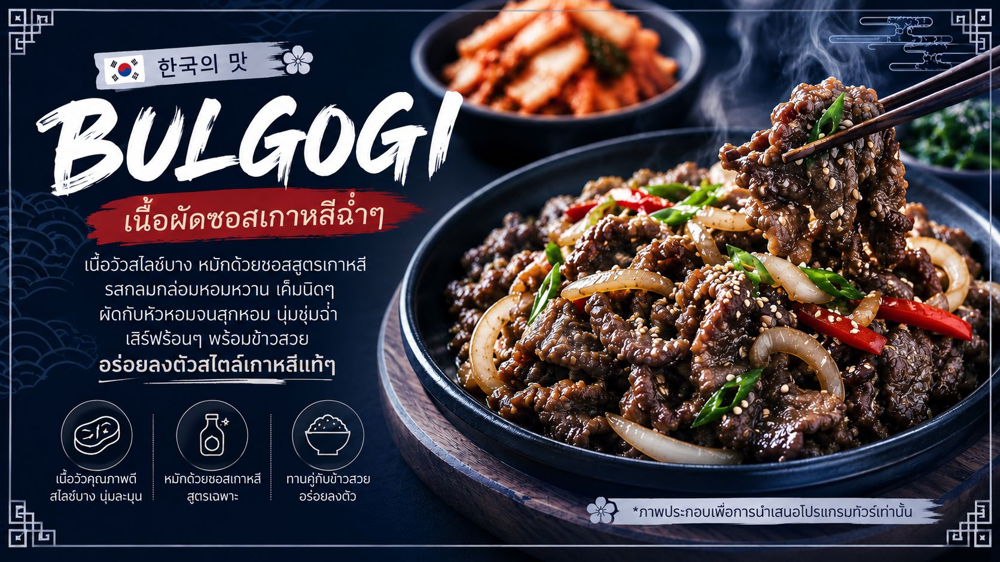 한국의 맛
BULGOGI
เนื้อผัดซอสเกาหลีฉ่ำๆ
เนื้อวัวสไลซ์บาง หมักด้วยซอสสูตรเกาหลี
รสกลมกล่อมหอมหวาน เค็มนิดๆ
ผัดกับหัวหอมจนสุกหอม นุ่มชุ่มฉ่ำ
เสิร์ฟร้อนๆ พร้อมข้าวสวย
อร่อยลงตัวสไตล์เกาหลีแท้ๆ
เนื้อวัวคุณภาพดี
สไลซ์บาง นุ่มละมุน
หมักด้วยซอสเกาหลี
สูตรเฉพาะ
ทานคู่กับข้าวสวย
อร่อยลงตัว
*ภาพประกอบเพื่อการนำเสนอโปรแกรมทัวร์เท่านั้น